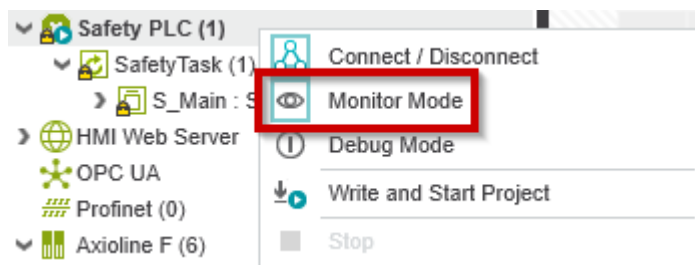 Safety PLC (1)
SafetyTask (1)
S_Main : S
HMI Web Server
OPC UA
Profinet (0)
Axioline F (6)
Connect / Disconnect
Monitor Mode
Debug Mode
Write and Start Project
Stop